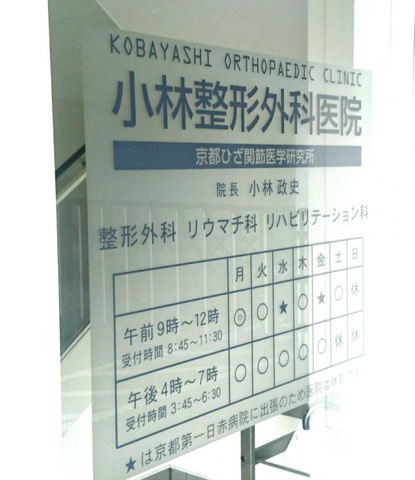 KOBAYASHI ORTHOPAEDIC CLINIC
小林整形外科医院
京都ひざ関節医学研究所
院長 小林政史
整形外科 リウマチ科 リハビリテーション科
月 火 水 木 金 土 日
午前9時〜12時 ◎ ○ ★ ○ ★ ○ 休
受付時間 8:45〜11:30
午後4時〜7時 ○ ○ ○ ○ ○ 休 休
受付時間 3:45〜6:30
★は京都第一日赤病院に出張のため医院は休診